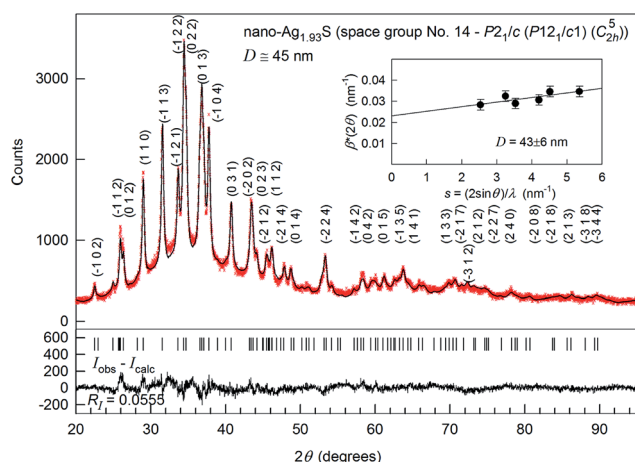 nano-Ag1.93S (space group No. 14 - P21/c (P121/c1) (C52h))
D ≅ 45 nm
Counts
3000
2000
1000
0
(-1 0 2)
(-1 1 2)
(0 1 2)
(1 1 0)
(-1 1 3)
(-1 2 1)
(-1 2 2)
(0 2 2)
(0 1 3)
(-1 0 4)
(0 3 1)
(-2 0 2)
(-2 1 2)
(0 2 3)
(1 1 2)
(-2 1 4)
(0 1 4)
(-2 2 4)
(-1 4 2)
(0 4 2)
(0 1 5)
(-1 3 5)
(1 4 1)
(1 3 3)
(-2 1 7)
(-3 1 2)
(2 1 2)
(-2 2 7)
(2 4 0)
(-2 0 8)
(-2 1 8)
(2 1 3)
(-3 1 8)
(-3 4 4)
β*(2θ) (nm-1)
0.04
0.03
0.02
0.01
D = 43±6 nm
0 1 2 3 4 5 6
s = (2sinθ)/λ (nm-1)
600
400
200
0
-200
Iobs - Icalc
RI = 0.0555
20 30 40 50 60 70 80 90
2θ (degrees)